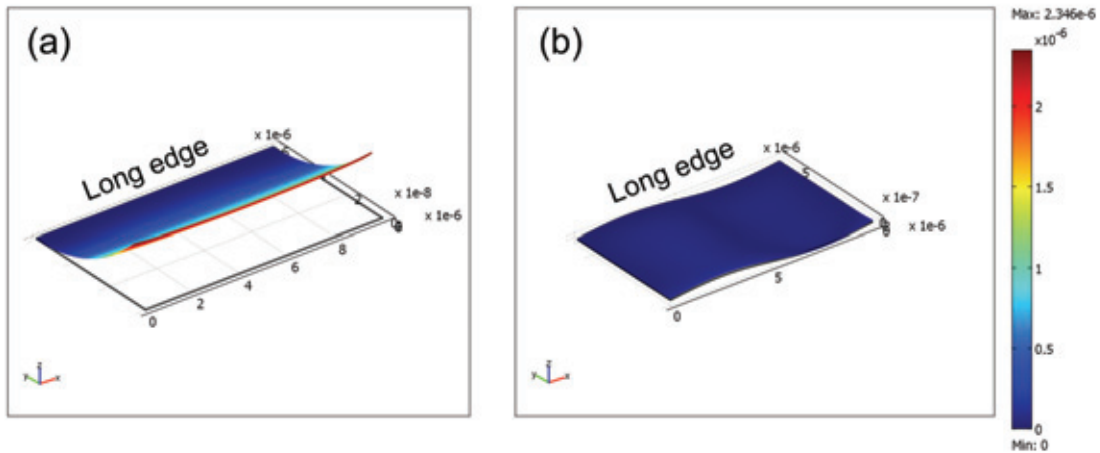 (a)
Long edge
x 1e-6
x 1e-8
x 1e-6
2
0
2
4
6
8
z
y
x
(b)
Long edge
x 1e-6
5
x 1e-7
x 1e-6
5
0
z
y
x
Max: 2.346e-6
x10^-6
2
1.5
1
0.5
0
Min: 0